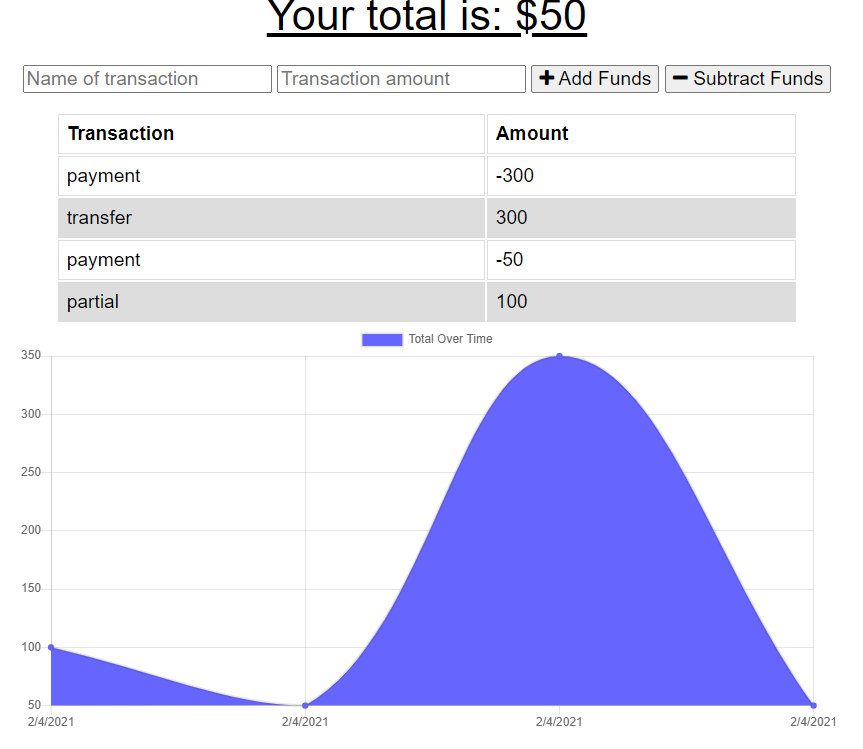 Your total is: $50
Name of transaction Transaction amount Add Funds Subtract Funds
Transaction Amount
payment -300
transfer 300
payment -50
partial 100
Total Over Time
350
300
250
200
150
100
50
2/4/2021 2/4/2021 2/4/2021 2/4/2021